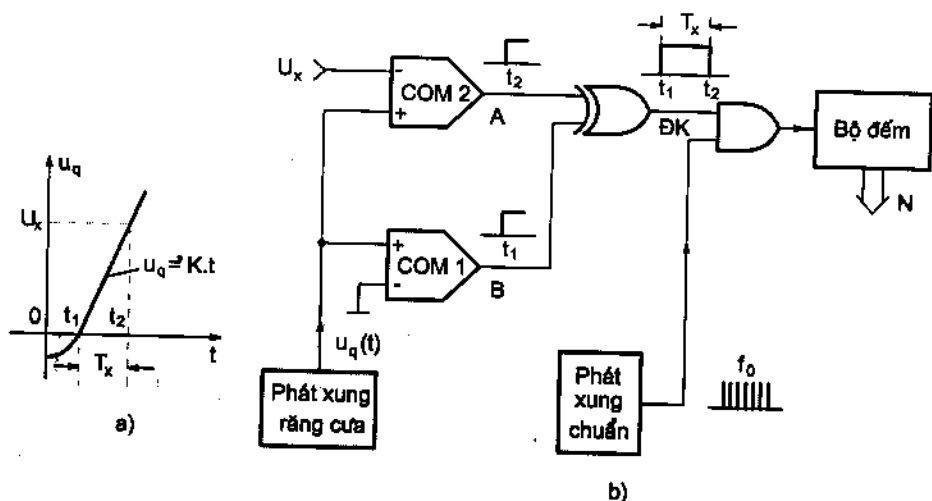 u_q
U_x
u_q = K.t
0
t_1
t_2
t
T_x
a)
U_x
-
COM 2
+
t_2
A
+
COM 1
-
t_1
B
u_q(t)
Phát xung
răng cưa
T_x
t_1
t_2
ĐK
Bộ đếm
N
Phát
xung
chuẩn
f_0
b)